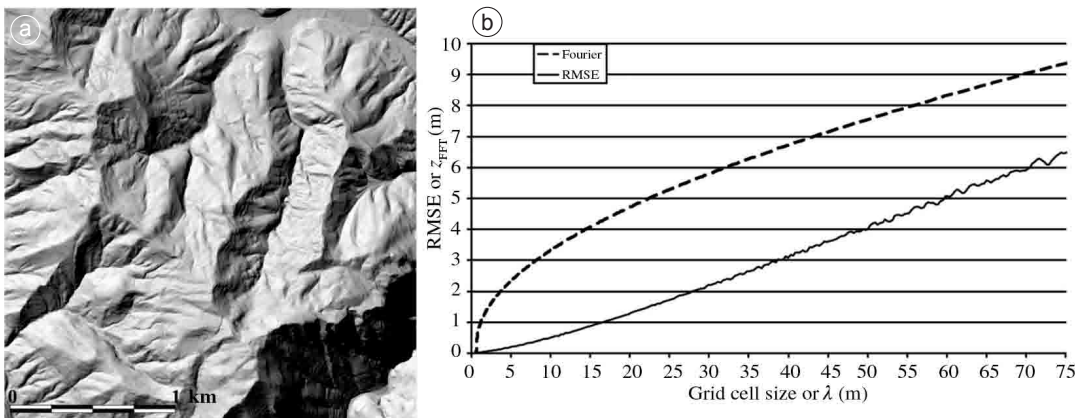 a
0 1 km
b
Fourier
RMSE
RMSE or z_FFT (m)
10
9
8
7
6
5
4
3
2
1
0
0 5 10 15 20 25 30 35 40 45 50 55 60 65 70 75
Grid cell size or λ (m)